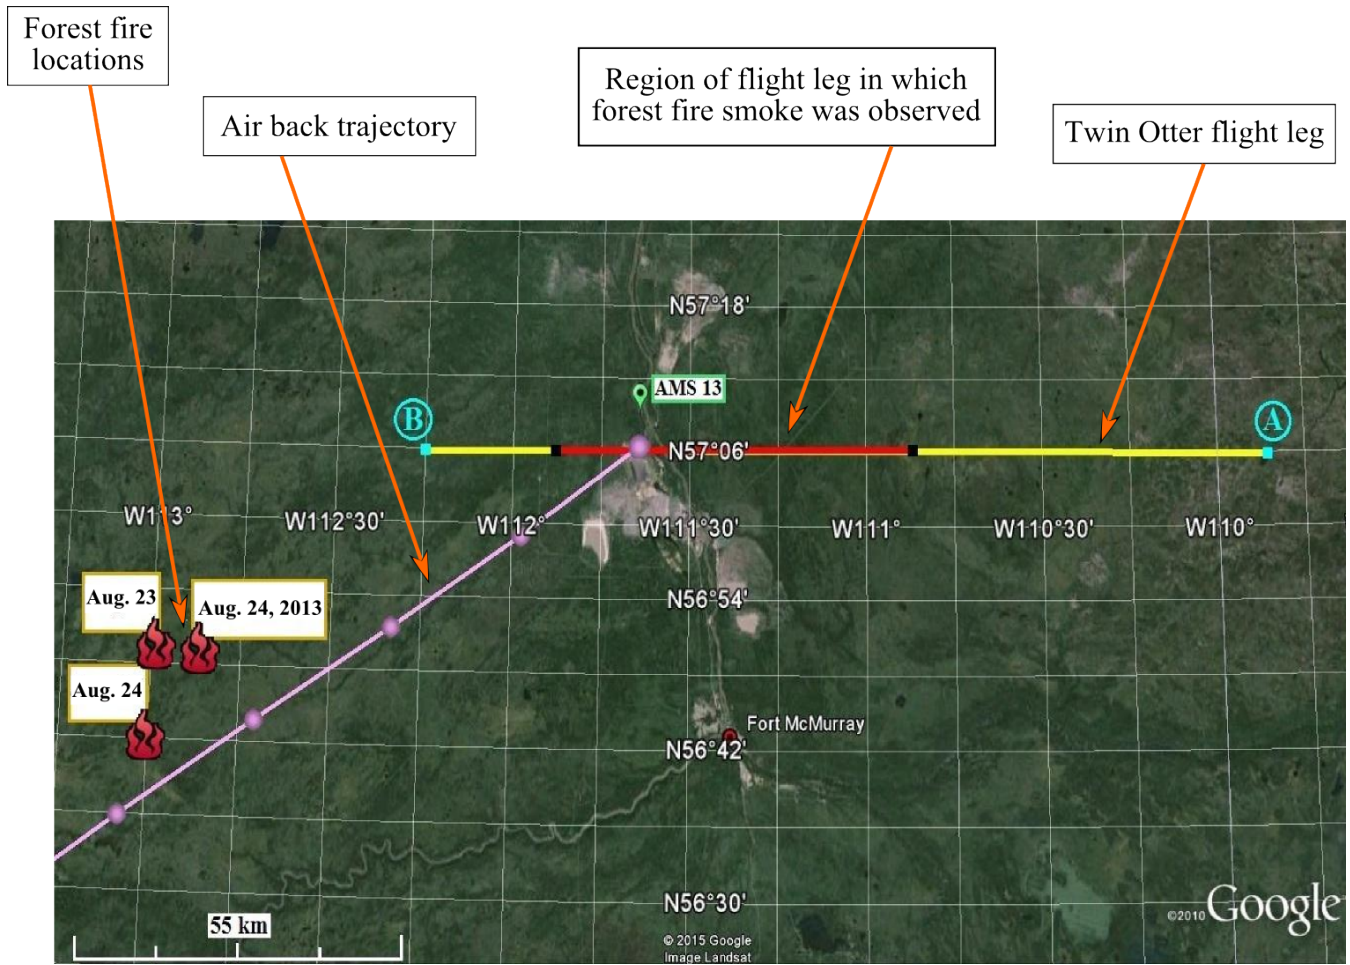 Forest fire
locations
Air back trajectory
Region of flight leg in which
forest fire smoke was observed
Twin Otter flight leg
N57°18'
AMS 13
B
A
N57°06'
W113°
W112°30'
W112°
W111°30'
W111°
W110°30'
W110°
Aug. 23
Aug. 24, 2013
N56°54'
Aug. 24
Fort McMurray
N56°42'
N56°30'
55 km
©2010 Google
© 2015 Google
Image Landsat